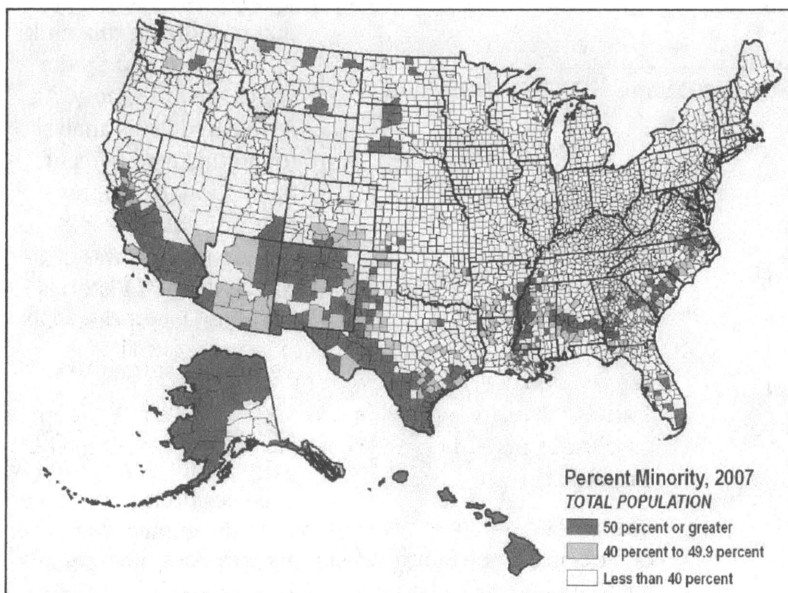 Percent Minority, 2007
TOTAL POPULATION
50 percent or greater
40 percent to 49.9 percent
Less than 40 percent